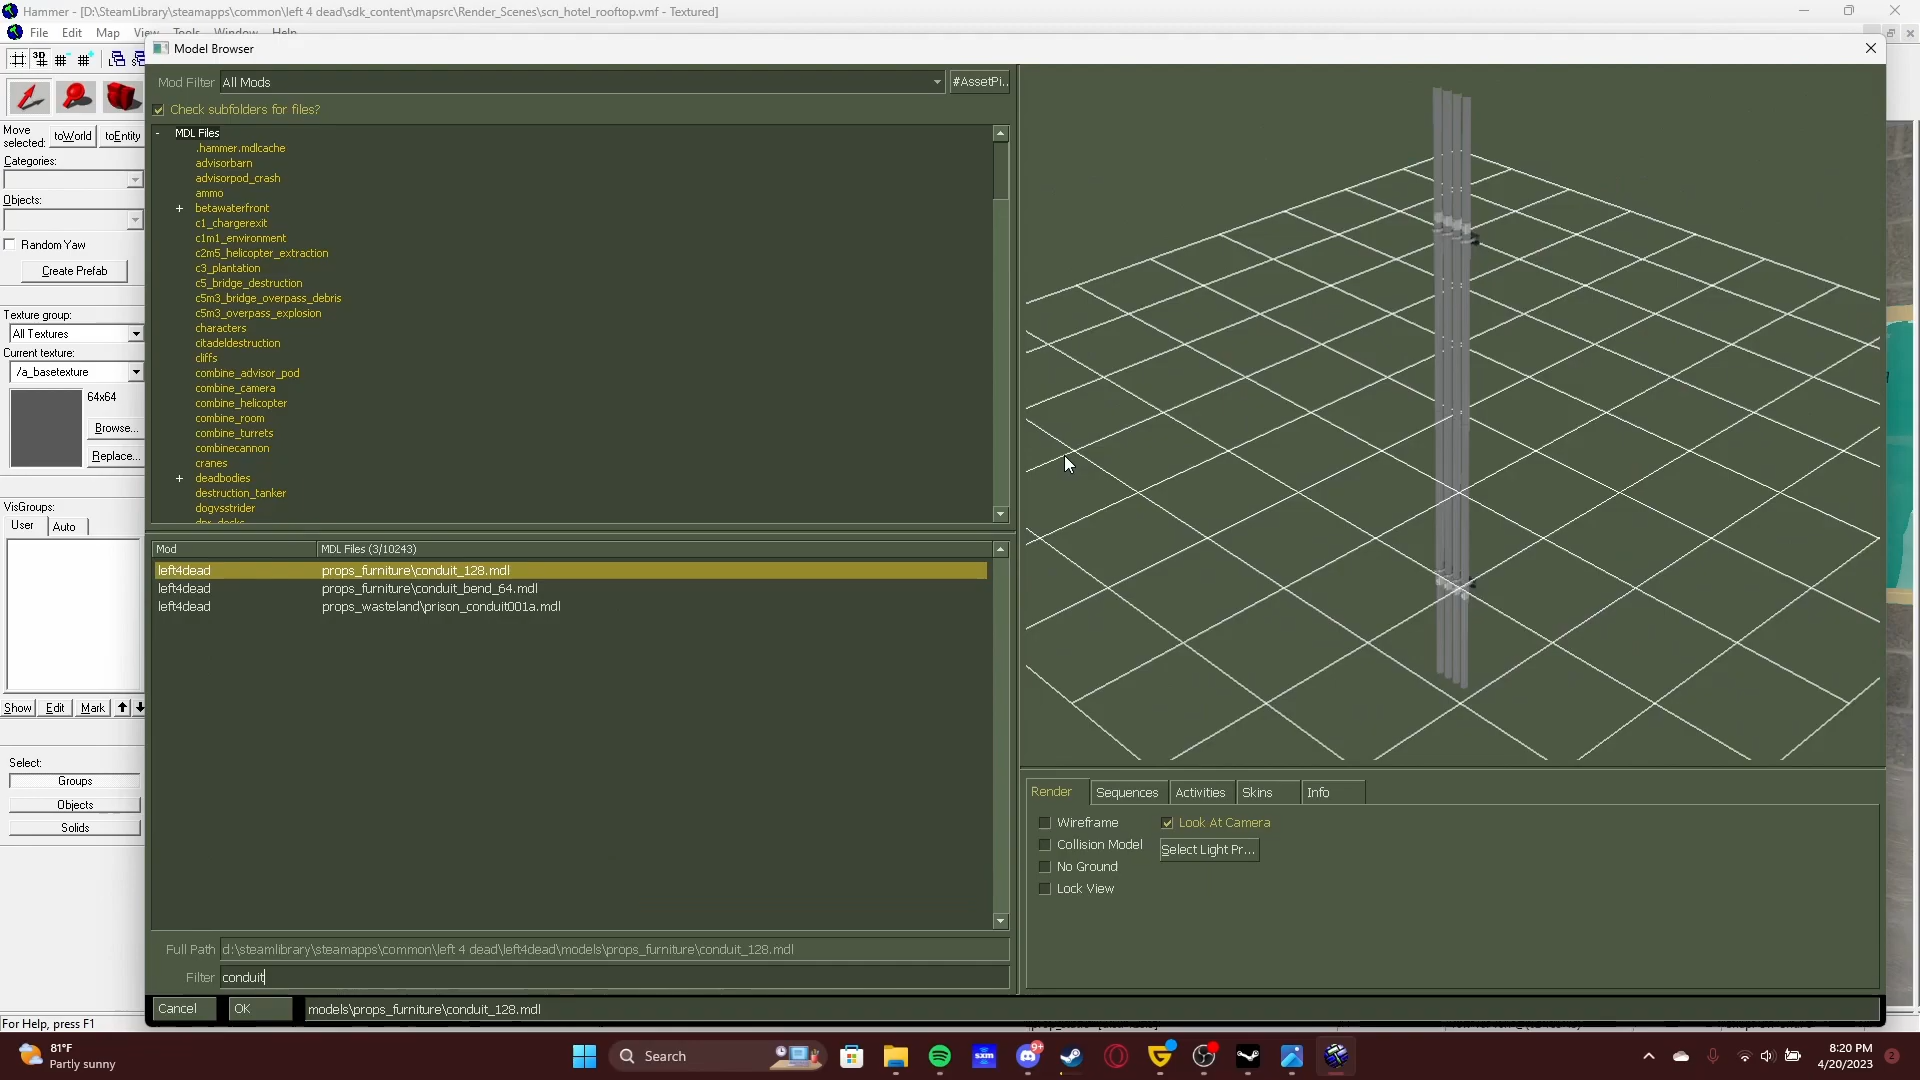 Hammer - [D:\SteamLibrary\steamapps\common\left 4 dead\sdk_content\mapsrc\Render_Scenes\scn_hotel_rooftop.vmf - Textured]
File Edit Map View Tools Window Help
Model Browser
Mod Filter All Mods #AssetPi..
Check subfolders for files?
- MDL Files
.hammer.mdlcache
advisorbarn
advisorpod_crash
ammo
+ betawaterfront
c1_chargerexit
c1m1_environment
c2m5_helicopter_extraction
c3_plantation
c5_bridge_destruction
c5m3_bridge_overpass_debris
c5m3_overpass_explosion
characters
citadeldestruction
cliffs
combine_advisor_pod
combine_camera
combine_helicopter
combine_room
combine_turrets
combinecannon
cranes
+ deadbodies
destruction_tanker
dogvsstrider
Move selected: toWorld toEntity
Categories:
Objects:
Random Yaw
Create Prefab
Texture group:
All Textures
Current texture:
/a_basetexture
64x64
Browse...
Replace...
VisGroups:
User Auto
Show Edit Mark
Select:
Groups
Objects
Solids
Mod MDL Files (3/10243)
left4dead props_furniture\conduit_128.mdl
left4dead props_furniture\conduit_bend_64.mdl
left4dead props_wasteland\prison_conduit001a.mdl
Render Sequences Activities Skins Info
Wireframe Look At Camera
Collision Model Select Light Pr...
No Ground
Lock View
Full Path d:\steamlibrary\steamapps\common\left 4 dead\left4dead\models\props_furniture\conduit_128.mdl
Filter conduit
Cancel OK models\props_furniture\conduit_128.mdl
For Help, press F1
81°F
Partly sunny
Search
sxm
9+
8:20 PM
4/20/2023
2